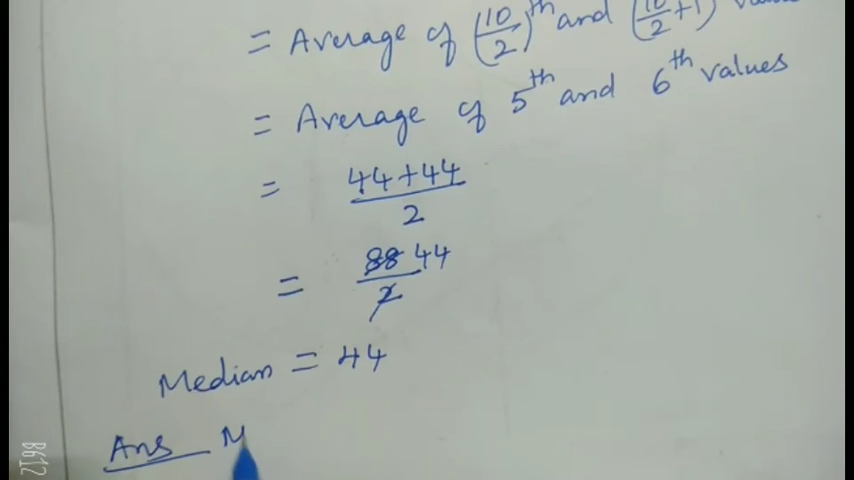 = Average of (10/2)th and (10/2+1)
= Average of 5th and 6th values
= 44+44/2
= 88/2 44
Median = 44
Ans M
B612